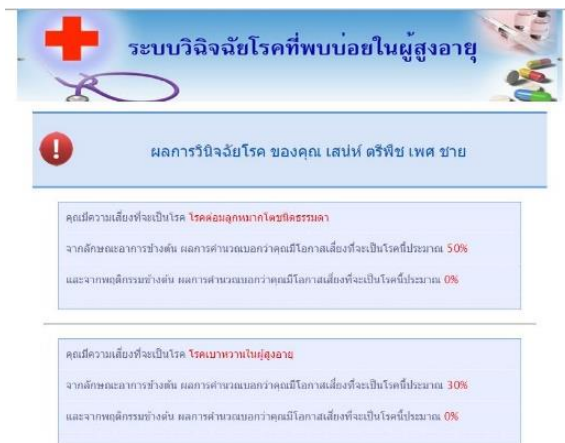 ระบบวิฉิจฉัยโรคที่พบบ่อยในผู้สูงอายุ
ผลการวินิจฉัยโรค ของคุณ เสน่ห์ ตรีพืช เพศ ชาย
คุณมีความเสี่ยงที่จะเป็นโรค โรคต่อมลูกหมากโตชนิดธรรมดา
จากลักษณะอาการข้างต้น ผลการคำนวณบอกว่าคุณมีโอกาสเสี่ยงที่จะเป็นโรคนี้ประมาณ 50%
และจากพฤติกรรมข้างต้น ผลการคำนวณบอกว่าคุณมีโอกาสเสี่ยงที่จะเป็นโรคนี้ประมาณ 0%
คุณมีความเสี่ยงที่จะเป็นโรค โรคเบาหวานในผู้สูงอายุ
จากลักษณะอาการข้างต้น ผลการคำนวณบอกว่าคุณมีโอกาสเสี่ยงที่จะเป็นโรคนี้ประมาณ 30%
และจากพฤติกรรมข้างต้น ผลการคำนวณบอกว่าคุณมีโอกาสเสี่ยงที่จะเป็นโรคนี้ประมาณ 0%